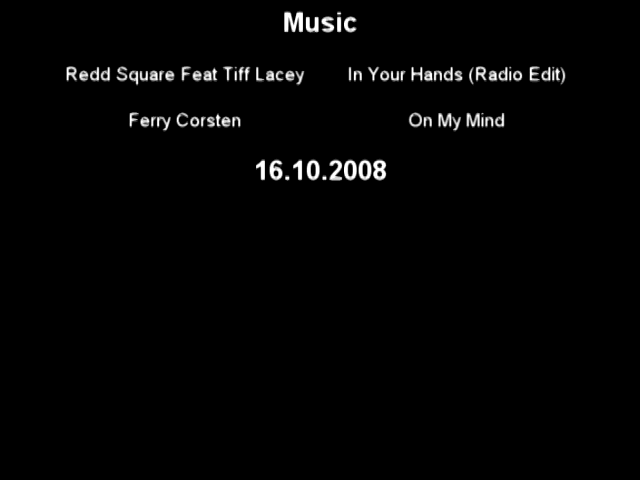 Music
Redd Square Feat Tiff Lacey In Your Hands (Radio Edit)
Ferry Corsten On My Mind
16.10.2008